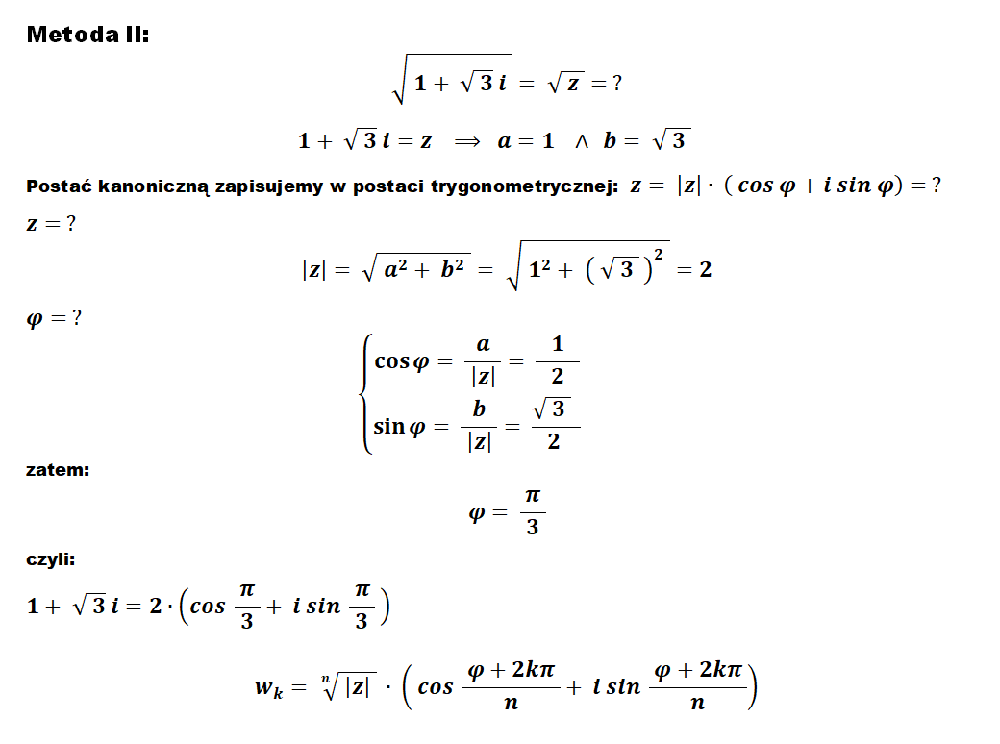 Metoda II:
√(1 + √3 i) = √z = ?
1 + √3 i = z ⟹ a = 1 ∧ b = √3
Postać kanoniczną zapisujemy w postaci trygonometrycznej: z = |z| · ( cos φ + i sin φ) = ?
z = ?
|z| = √(a² + b²) = √(1² + (√3)²) = 2
φ = ?
{ cos φ = a/|z| = 1/2
sin φ = b/|z| = √3/2
zatem:
φ = π/3
czyli:
1 + √3 i = 2 · (cos π/3 + i sin π/3)
wₖ = ⁿ√|z| · ( cos (φ + 2kπ)/n + i sin (φ + 2kπ)/n )